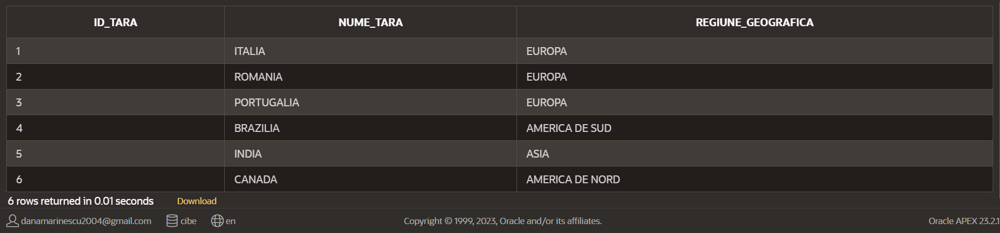 ID_TARA NUME_TARA REGIUNE_GEOGRAFICA
1 ITALIA EUROPA
2 ROMANIA EUROPA
3 PORTUGALIA EUROPA
4 BRAZILIA AMERICA DE SUD
5 INDIA ASIA
6 CANADA AMERICA DE NORD
6 rows returned in 0.01 seconds Download
danamarinescu2004@gmail.com cibe en Copyright © 1999, 2023, Oracle and/or its affiliates. Oracle APEX 23.2.1